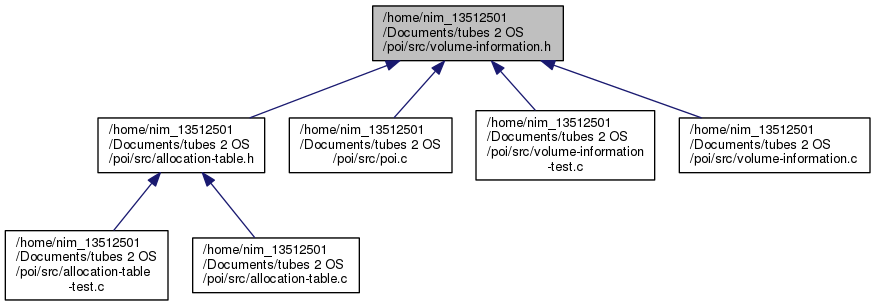 /home/nim_13512501
/Documents/tubes 2 OS
/poi/src/volume-information.h
/home/nim_13512501
/Documents/tubes 2 OS
/poi/src/allocation-table.h
/home/nim_13512501
/Documents/tubes 2 OS
/poi/src/poi.c
/home/nim_13512501
/Documents/tubes 2 OS
/poi/src/volume-information
-test.c
/home/nim_13512501
/Documents/tubes 2 OS
/poi/src/volume-information.c
/home/nim_13512501
/Documents/tubes 2 OS
/poi/src/allocation-table
-test.c
/home/nim_13512501
/Documents/tubes 2 OS
/poi/src/allocation-table.c